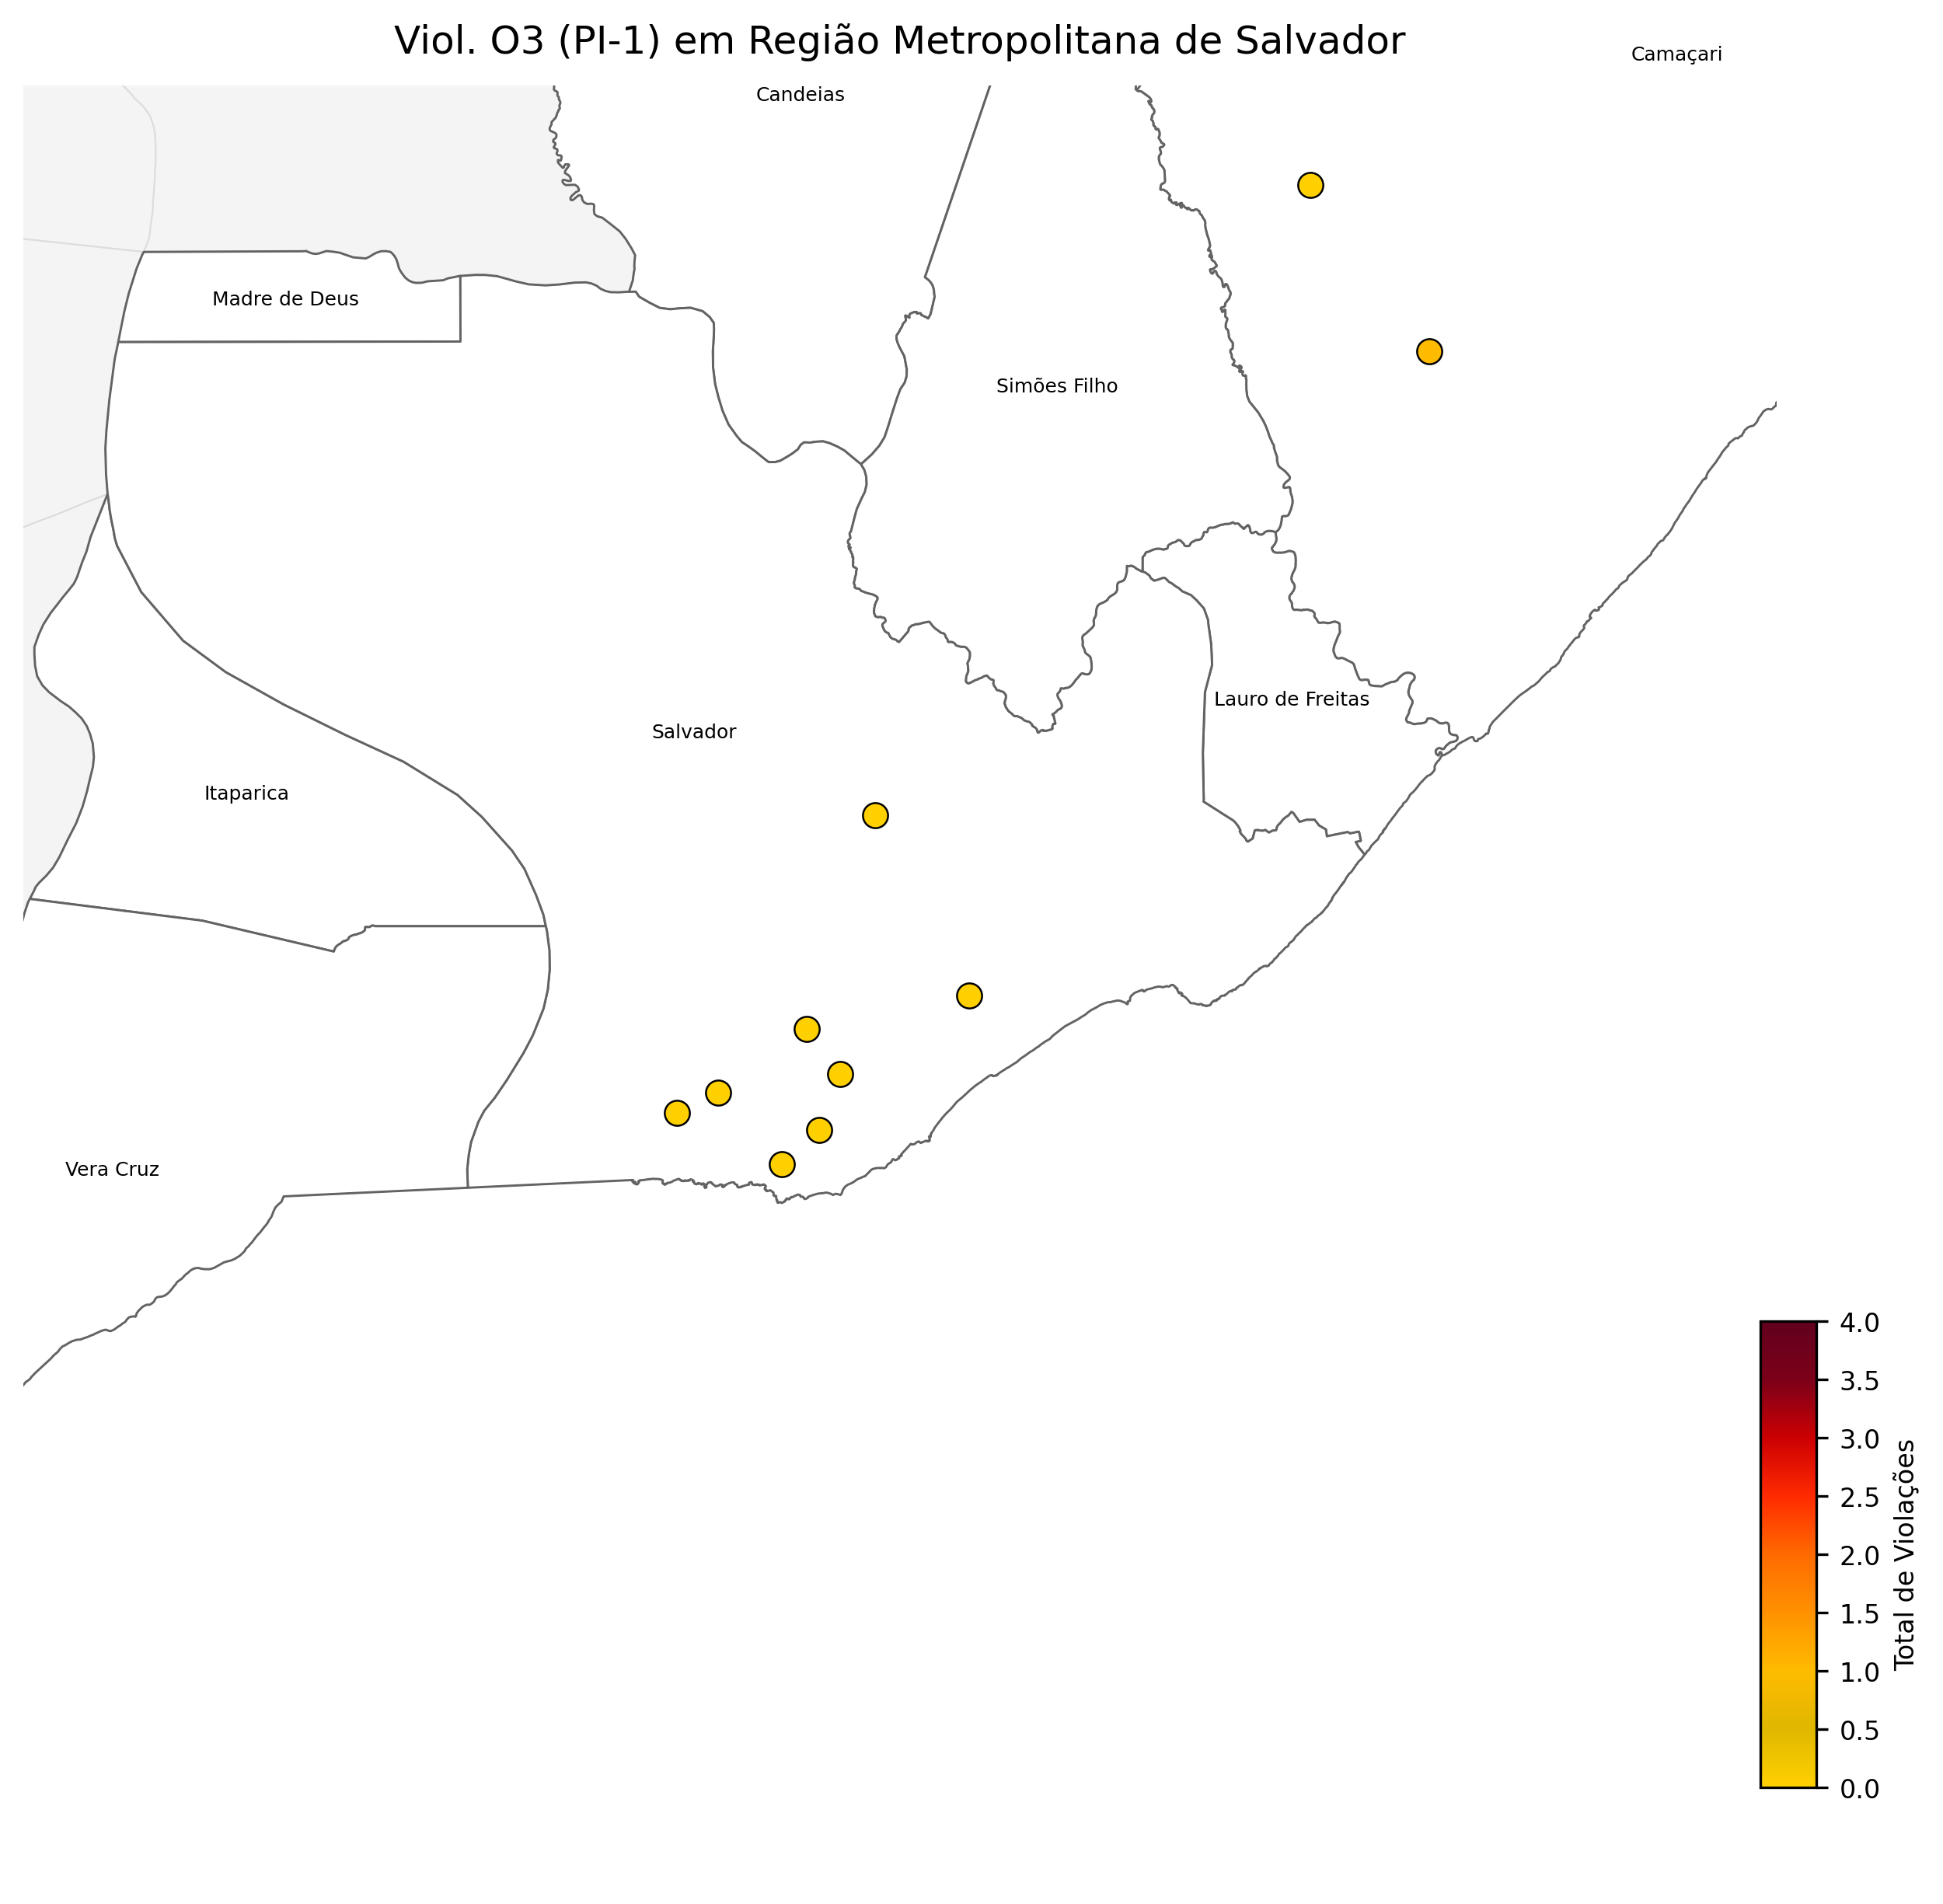 Viol. O3 (PI-1) em Região Metropolitana de Salvador
Camaçari
Candeias
Madre de Deus
Simões Filho
Lauro de Freitas
Salvador
Itaparica
Vera Cruz
4.0
3.5
3.0
2.5
2.0
1.5
1.0
0.5
0.0
Total de Violações